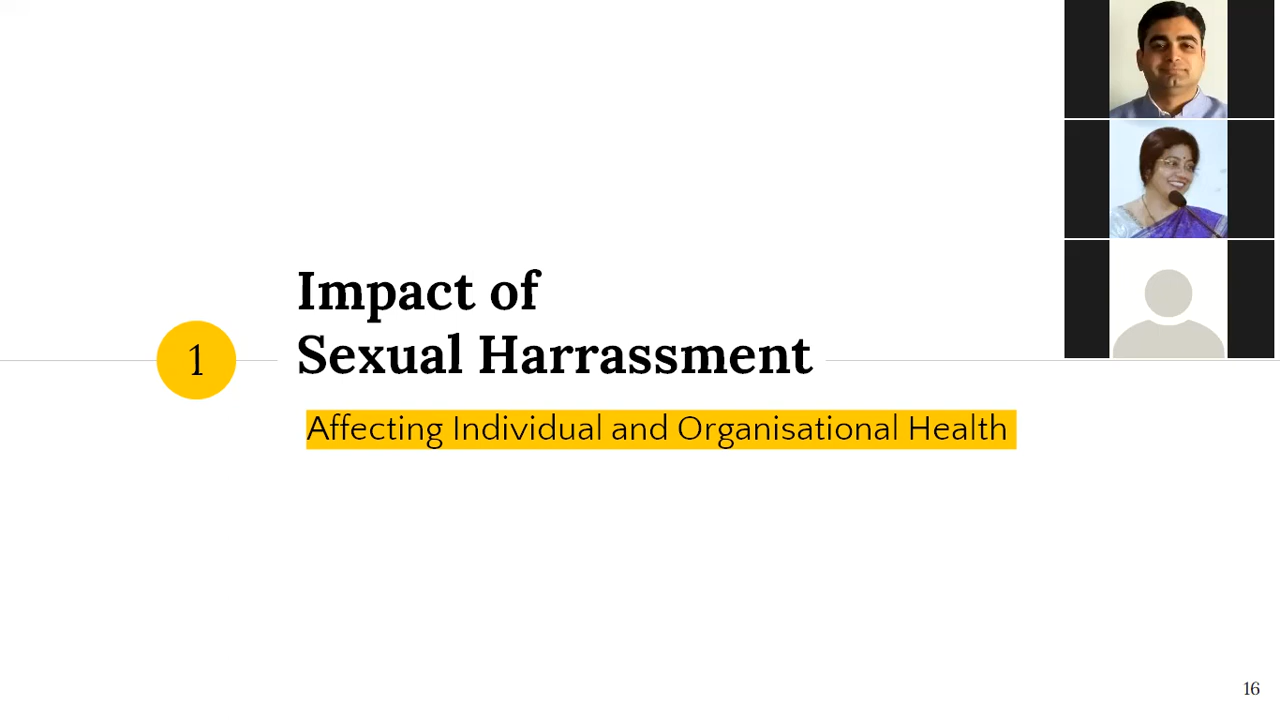 Impact of
1
Sexual Harrassment
Affecting Individual and Organisational Health
16